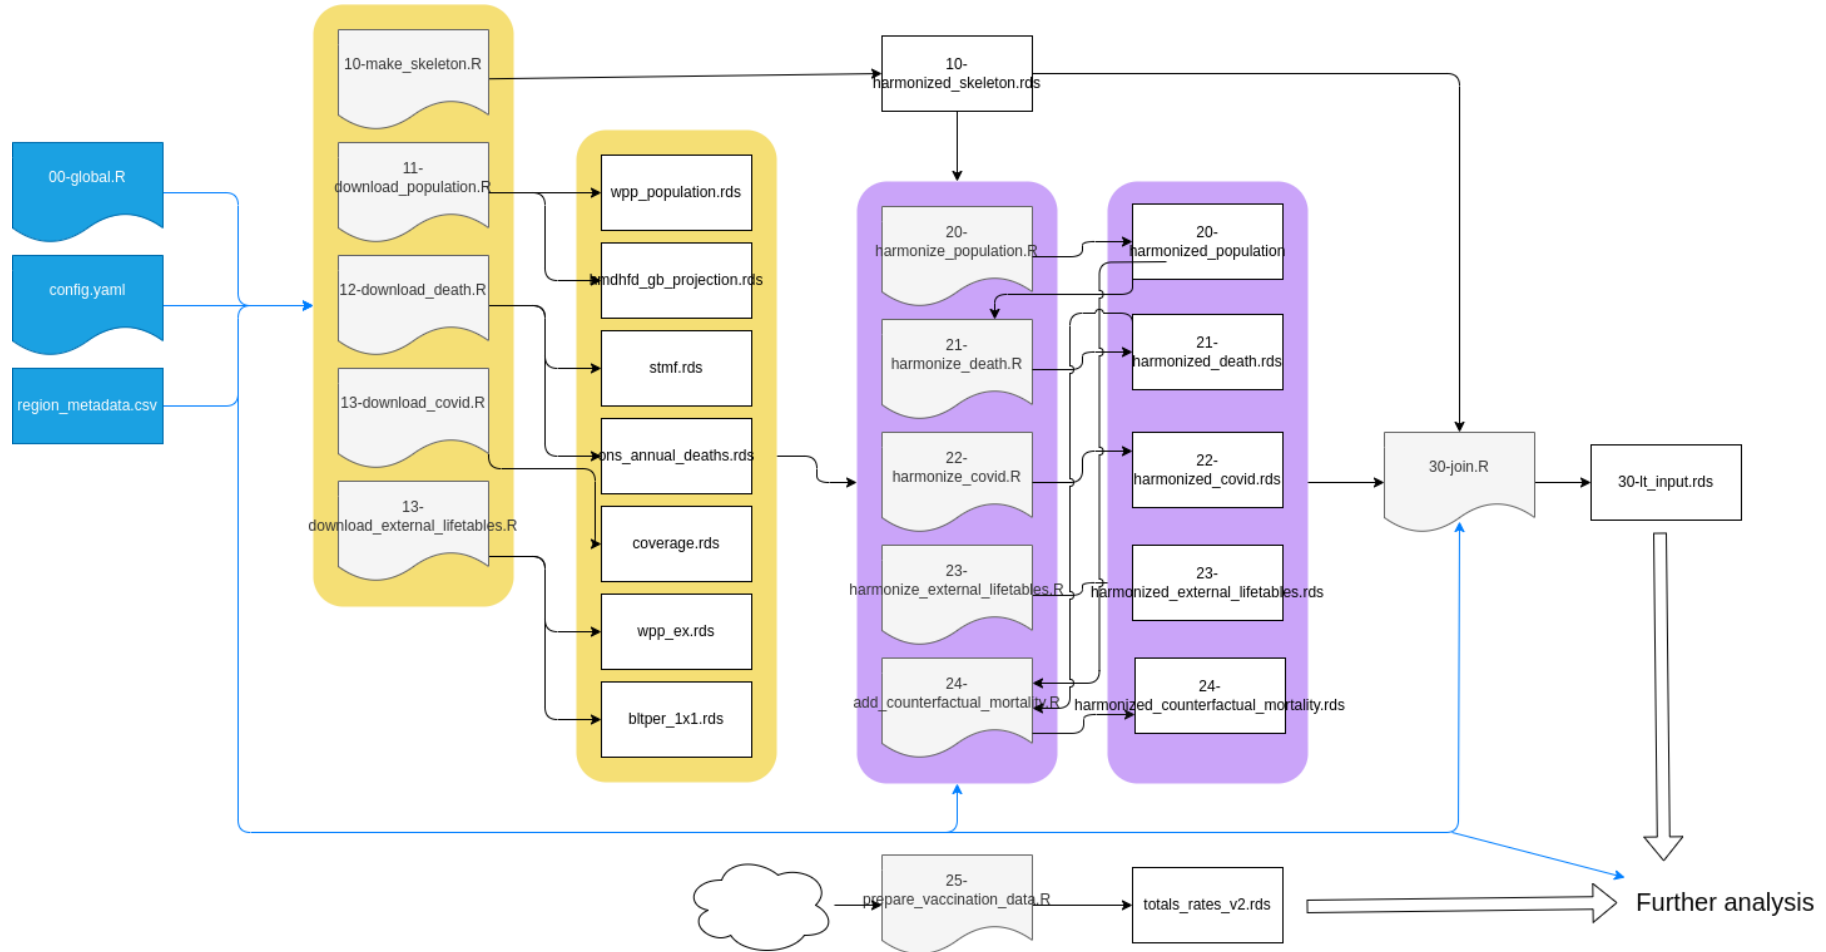 00-global.R
config.yaml
region_metadata.csv
10-make_skeleton.R
11-
download_population.R
12-download_death.R
13-download_covid.R
13-
download_external_lifetables.R
wpp_population.rds
hmdhfd_gb_projection.rds
stmf.rds
ons_annual_deaths.rds
coverage.rds
wpp_ex.rds
bltper_1x1.rds
10-
harmonized_skeleton.rds
20-
harmonize_population.R
21-
harmonize_death.R
22-
harmonize_covid.R
23-
harmonize_external_lifetables.R
24-
add_counterfactual_mortality.R
20-
harmonized_population
21-
harmonized_death.rds
22-
harmonized_covid.rds
23-
harmonized_external_lifetables.rds
24-
harmonized_counterfactual_mortality.rds
30-join.R
30-lt_input.rds
25-
prepare_vaccination_data.R
totals_rates_v2.rds
Further analysis